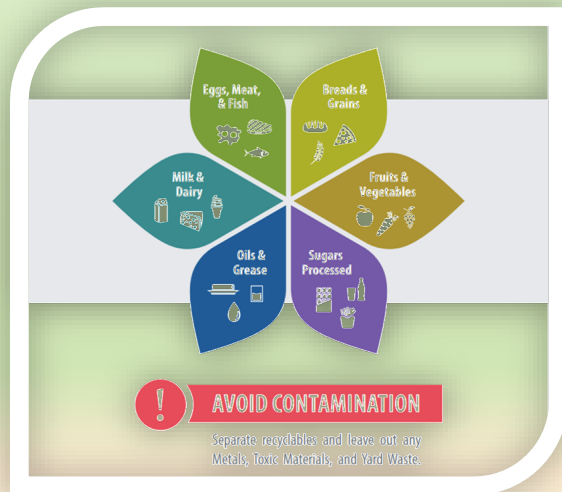 Eggs, Meat,
& Fish
Breads &
Grains
Milk &
Dairy
Fruits &
Vegetables
Oils &
Grease
Sugars
Processed
!
AVOID CONTAMINATION
Separate recyclables and leave out any
Metals, Toxic Materials, and Yard Waste.